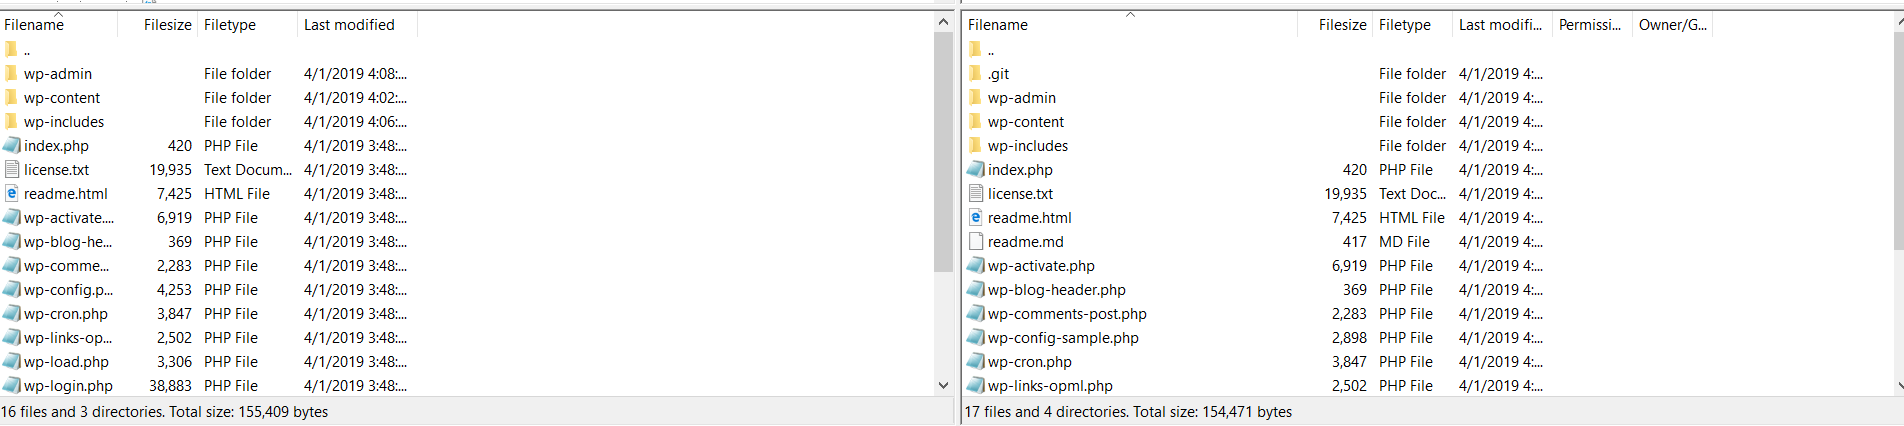 Filename Filesize Filetype Last modified
..
wp-admin File folder 4/1/2019 4:08:...
wp-content File folder 4/1/2019 4:02:...
wp-includes File folder 4/1/2019 4:06:...
index.php 420 PHP File 4/1/2019 3:48:...
license.txt 19,935 Text Docum... 4/1/2019 3:48:...
readme.html 7,425 HTML File 4/1/2019 3:48:...
wp-activate.... 6,919 PHP File 4/1/2019 3:48:...
wp-blog-he... 369 PHP File 4/1/2019 3:48:...
wp-comme... 2,283 PHP File 4/1/2019 3:48:...
wp-config.p... 4,253 PHP File 4/1/2019 3:48:...
wp-cron.php 3,847 PHP File 4/1/2019 3:48:...
wp-links-op... 2,502 PHP File 4/1/2019 3:48:...
wp-load.php 3,306 PHP File 4/1/2019 3:48:...
wp-login.php 38,883 PHP File 4/1/2019 3:48:...
16 files and 3 directories. Total size: 155,409 bytes
Filename Filesize Filetype Last modifi... Permissi... Owner/G...
..
.git File folder 4/1/2019 4:...
wp-admin File folder 4/1/2019 4:...
wp-content File folder 4/1/2019 4:...
wp-includes File folder 4/1/2019 4:...
index.php 420 PHP File 4/1/2019 4:...
license.txt 19,935 Text Doc... 4/1/2019 4:...
readme.html 7,425 HTML File 4/1/2019 4:...
readme.md 417 MD File 4/1/2019 4:...
wp-activate.php 6,919 PHP File 4/1/2019 4:...
wp-blog-header.php 369 PHP File 4/1/2019 4:...
wp-comments-post.php 2,283 PHP File 4/1/2019 4:...
wp-config-sample.php 2,898 PHP File 4/1/2019 4:...
wp-cron.php 3,847 PHP File 4/1/2019 4:...
wp-links-opml.php 2,502 PHP File 4/1/2019 4:...
17 files and 4 directories. Total size: 154,471 bytes